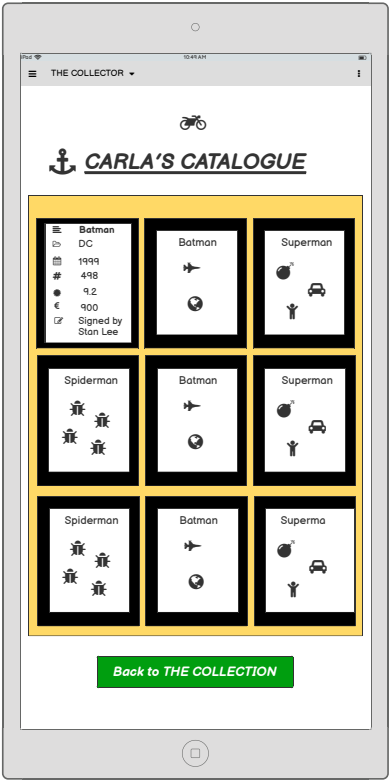 iPod
10:49 AM
THE COLLECTOR
CARLA'S CATALOGUE
Batman
DC
1999
# 498
9.2
€ 900
Signed by
Stan Lee
Batman
Superman
Spiderman
Batman
Superman
Spiderman
Batman
Superma
Back to THE COLLECTION